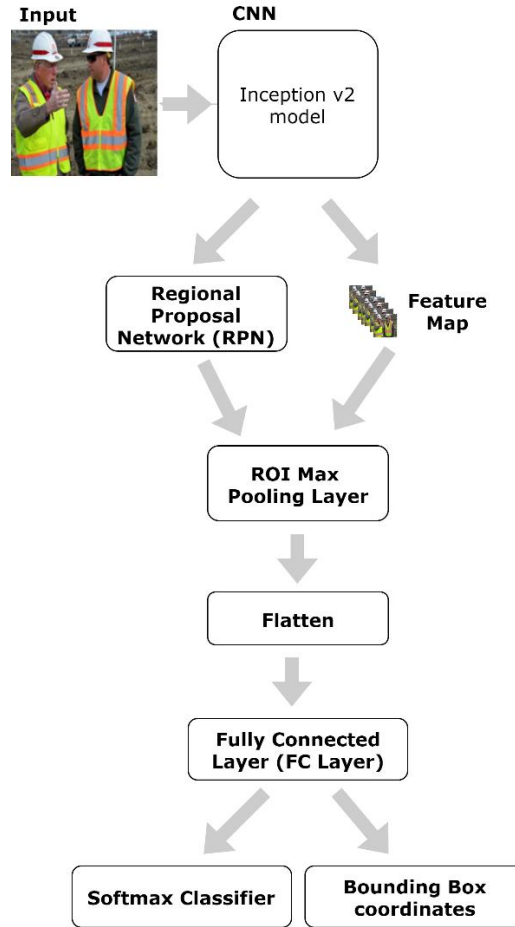 Input
CNN
Inception v2
model
Regional
Proposal
Network (RPN)
Feature
Map
ROI Max
Pooling Layer
Flatten
Fully Connected
Layer (FC Layer)
Softmax Classifier
Bounding Box
coordinates